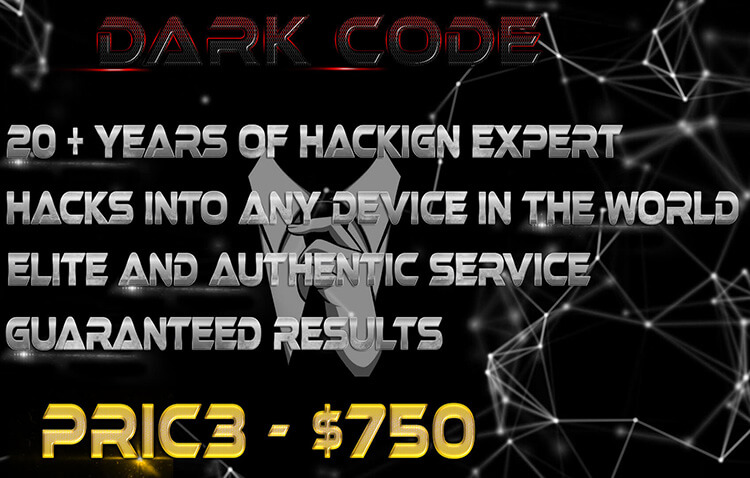 DARK CODE
20 + YEARS OF HACKIGN EXPERT
HACKS INTO ANY DEVICE IN THE WORLD
ELITE AND AUTHENTIC SERVICE
GUARANTEED RESULTS
PRIC3 - $750